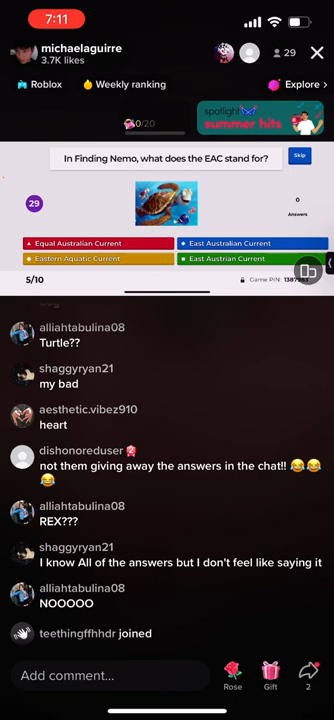 7:11
michaelaguirre
3.7K likes
29
Roblox
Weekly ranking
Explore >
0/20
spotlight
summer hits
In Finding Nemo, what does the EAC stand for?
Skip
29
0
Answers
Equal Australian Current
East Australian Current
Eastern Aquatic Current
East Austrian Current
5/10
Game PIN:
alliahtabulina08
Turtle??
shaggyryan21
my bad
aesthetic.vibez910
heart
dishonoreduser 2
not them giving away the answers in the chat!! 😂😂
😂
alliahtabulina08
REX???
shaggyryan21
I know All of the answers but I don't feel like saying it
alliahtabulina08
NOOOOO
teethingffhhdr joined
Add comment...
Rose
Gift
2